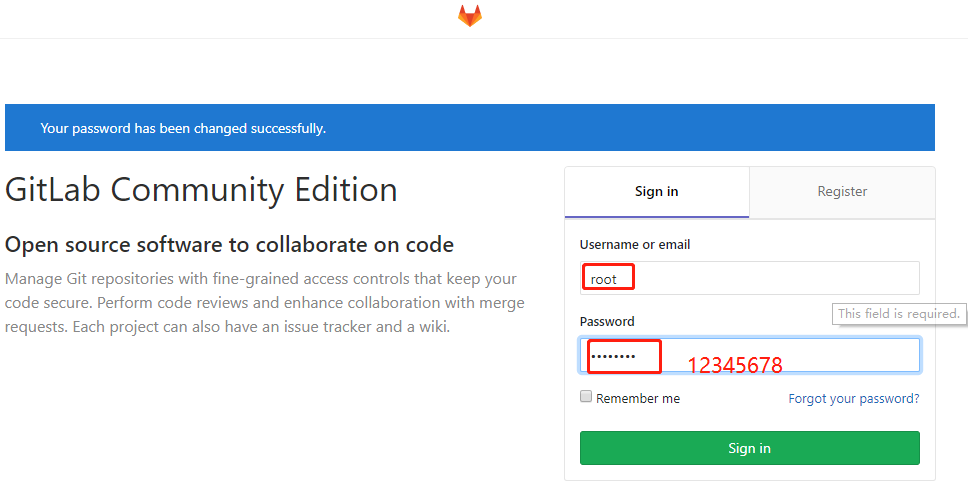 Your password has been changed successfully.
GitLab Community Edition
Open source software to collaborate on code
Manage Git repositories with fine-grained access controls that keep your
code secure. Perform code reviews and enhance collaboration with merge
requests. Each project can also have an issue tracker and a wiki.
Sign in
Register
Username or email
root
This field is required.
Password
••••••••
12345678
Remember me
Forgot your password?
Sign in